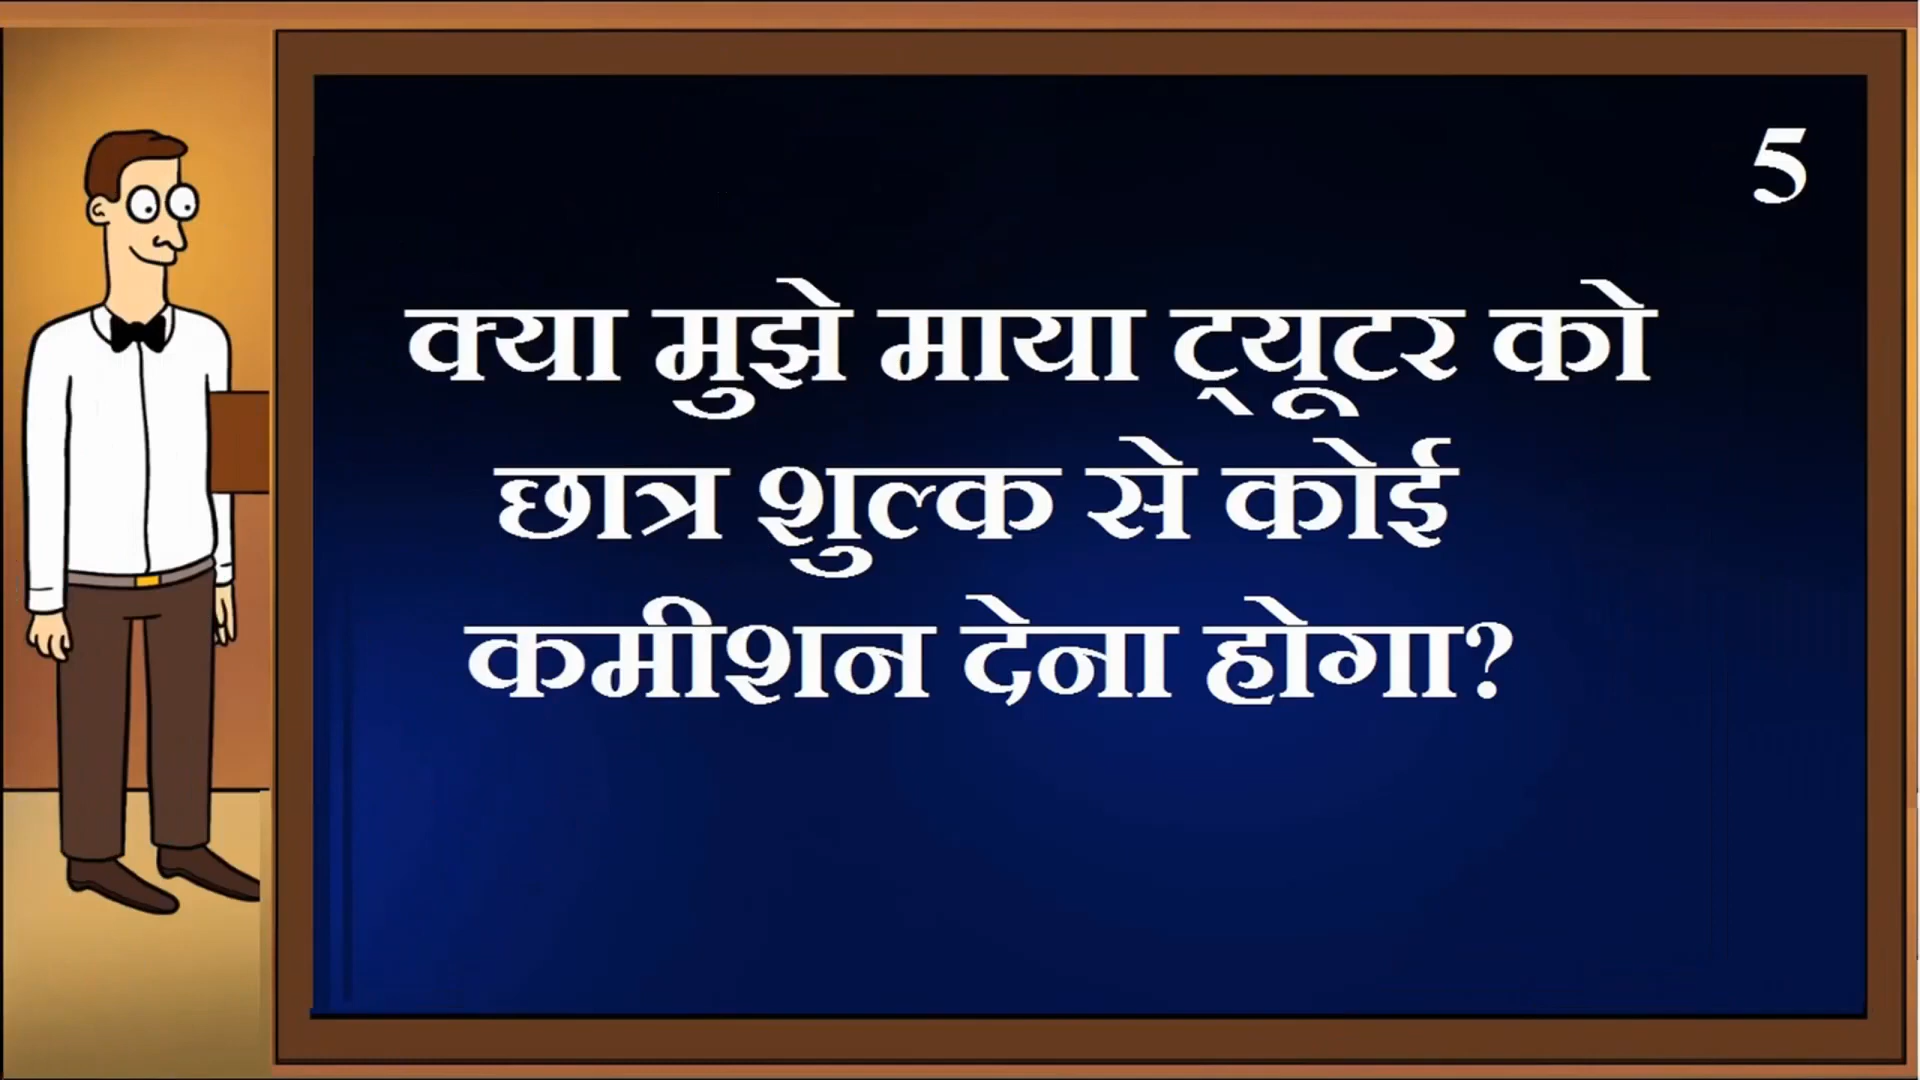 5
क्या मुझे माया ट्यूटर को
छात्र शुल्क से कोई
कमीशन देना होगा?